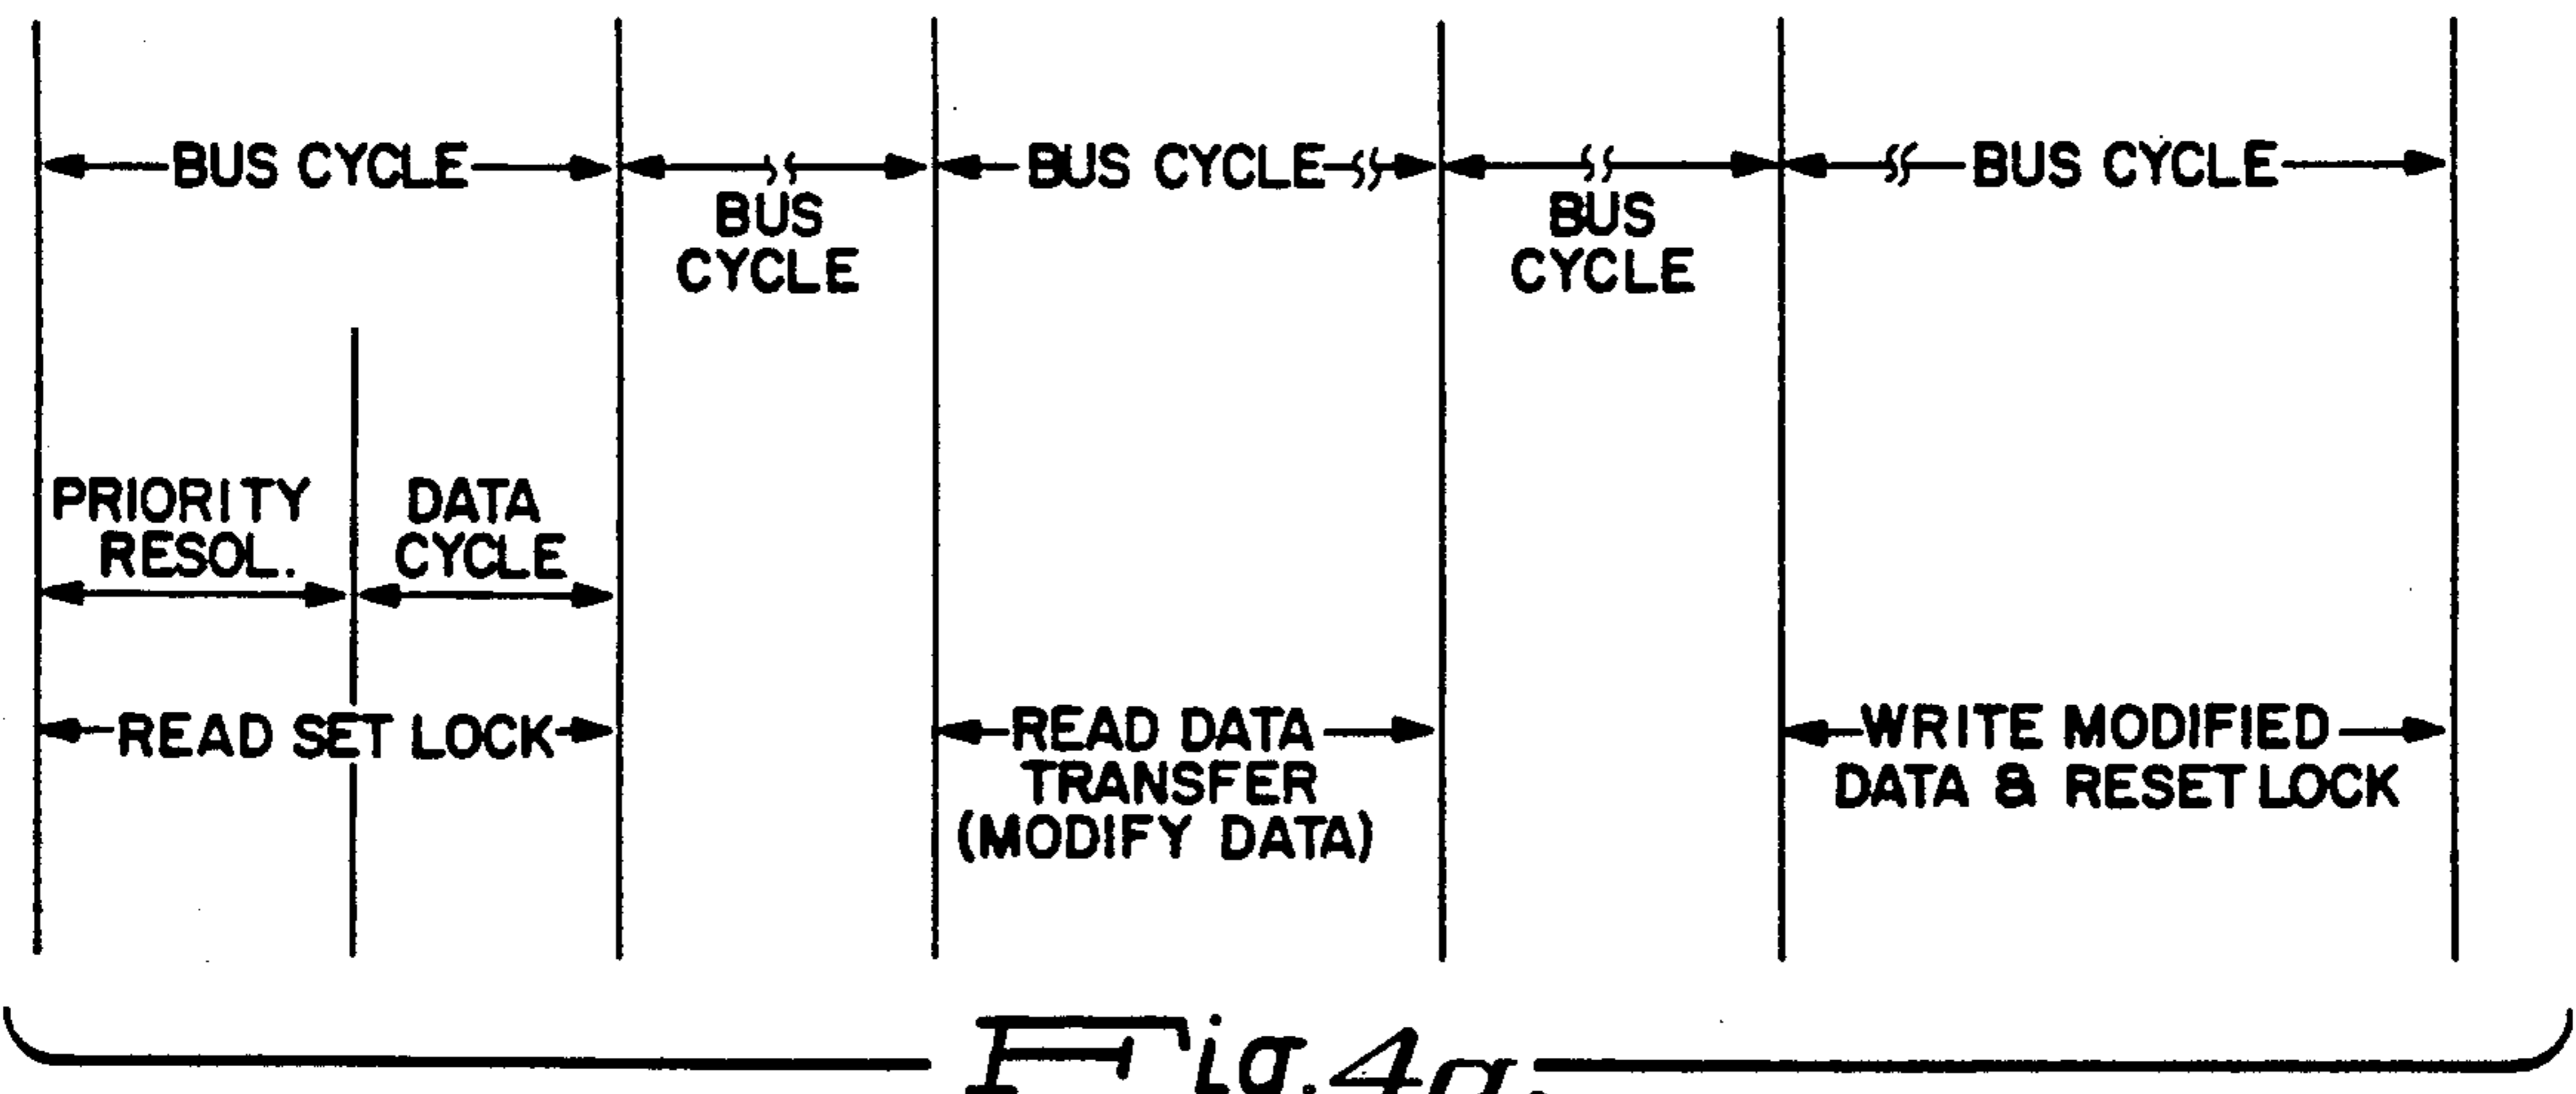 BUS CYCLE
BUS
CYCLE
BUS CYCLE
BUS
CYCLE
BUS CYCLE
PRIORITY
RESOL.
DATA
CYCLE
READ SET LOCK
READ DATA
TRANSFER
(MODIFY DATA)
WRITE MODIFIED
DATA & RESET LOCK
Fig. 4a.